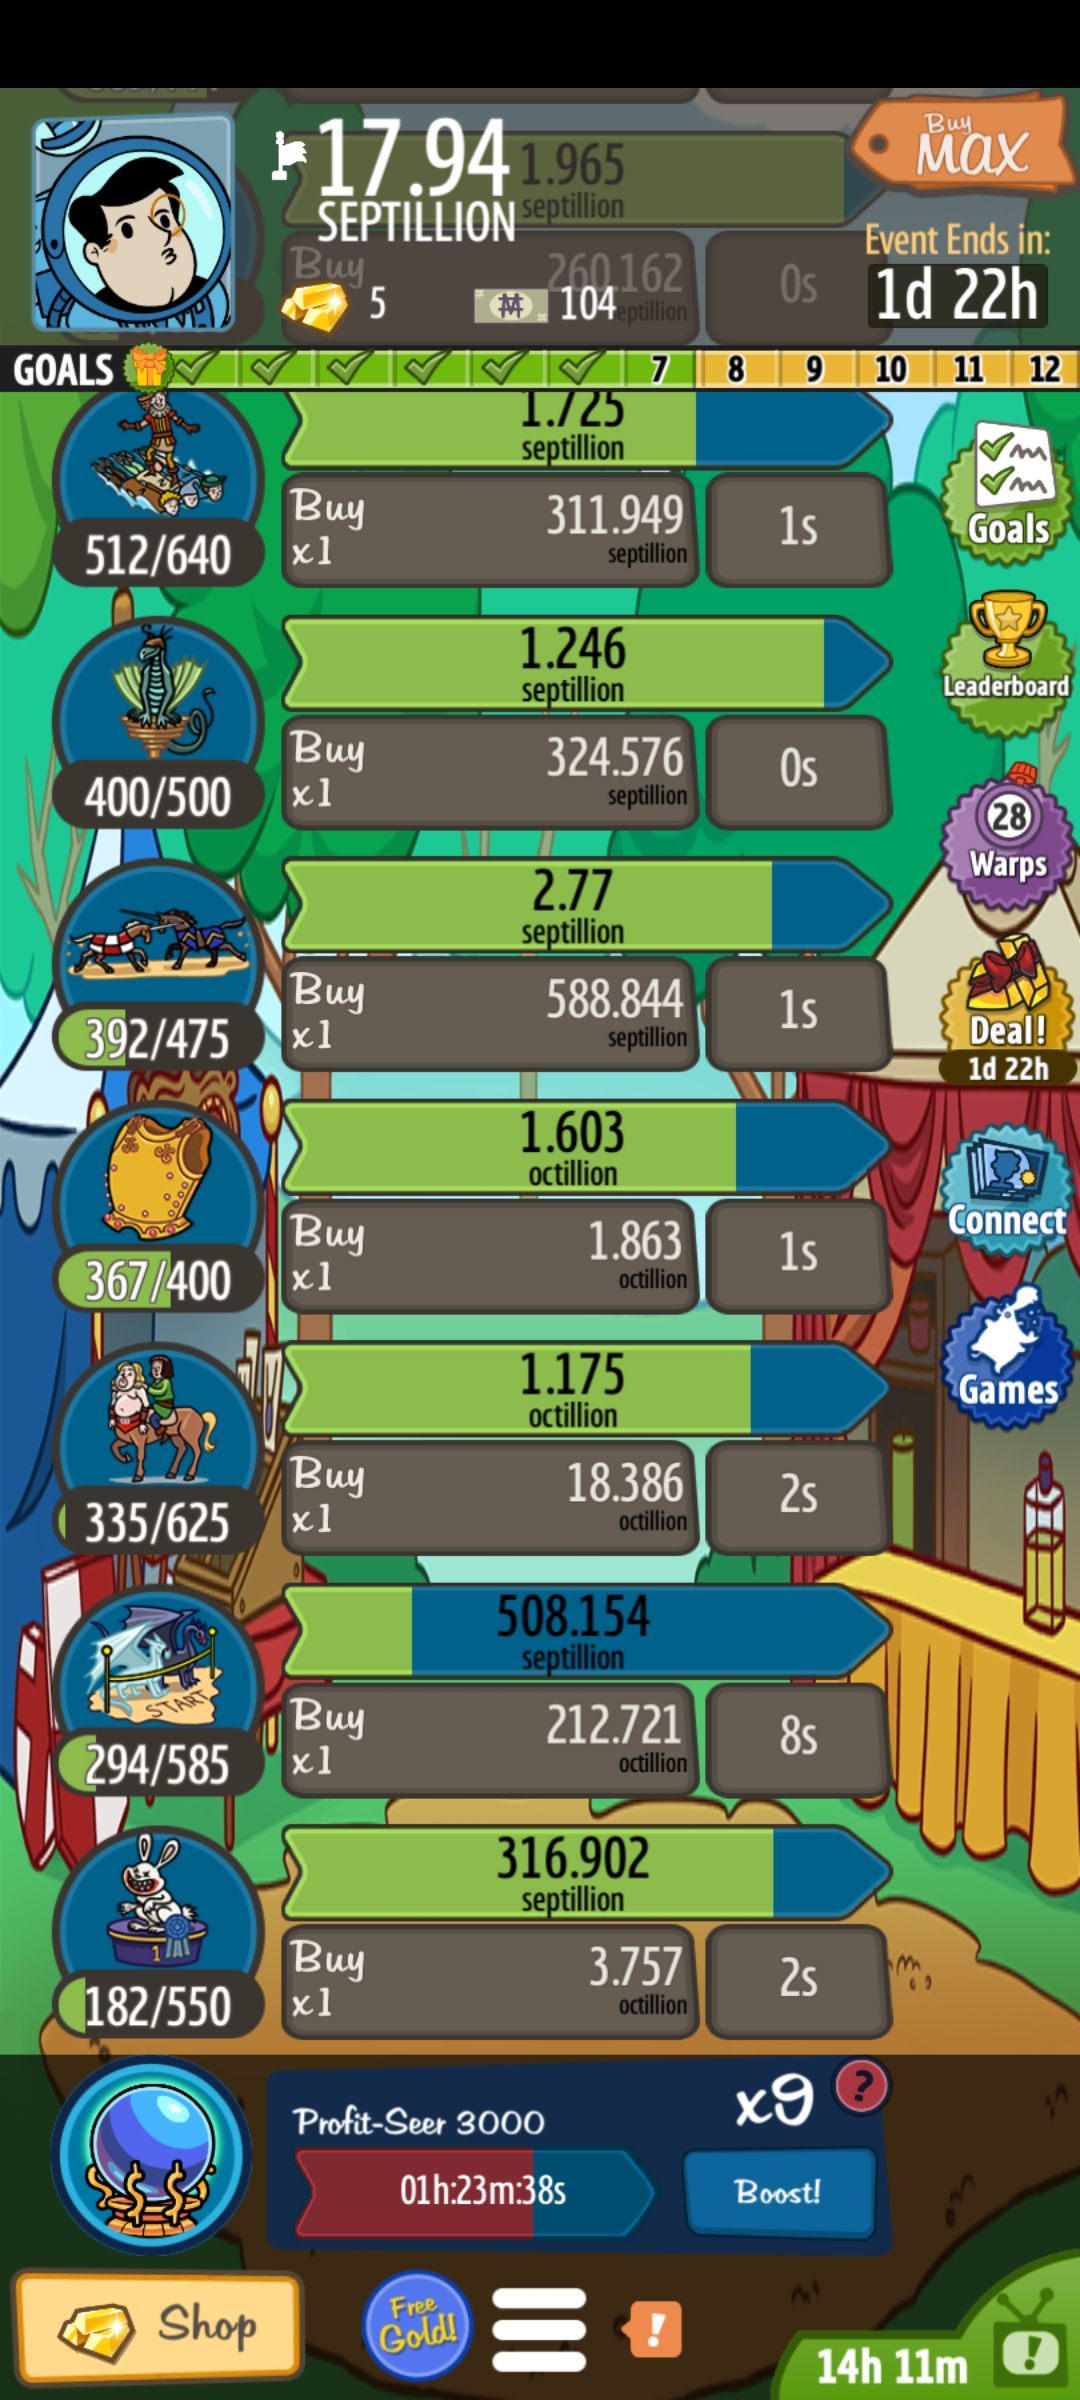 17.94
SEPTILLION
1.965
septillion
Buy
MAX
Event Ends in:
1d 22h
Buy
260.162
septillion
0s
5
104
GOALS
7 8 9 10 11 12
1.725
septillion
512/640
Buy
x1
311.949
septillion
1s
Goals
1.246
septillion
400/500
Buy
x1
324.576
septillion
0s
Leaderboard
28
Warps
2.77
septillion
392/475
Buy
x1
588.844
septillion
1s
Deal!
1d 22h
1.603
octillion
367/400
Buy
x1
1.863
octillion
1s
Connect
1.175
octillion
335/625
Buy
x1
18.386
octillion
2s
Games
508.154
septillion
START
294/585
Buy
x1
212.721
octillion
8s
316.902
septillion
1
182/550
Buy
x1
3.757
octillion
2s
Profit-Seer 3000
x9
?
01h:23m:38s
Boost!
Shop
Free
Gold!
!
14h 11m
!